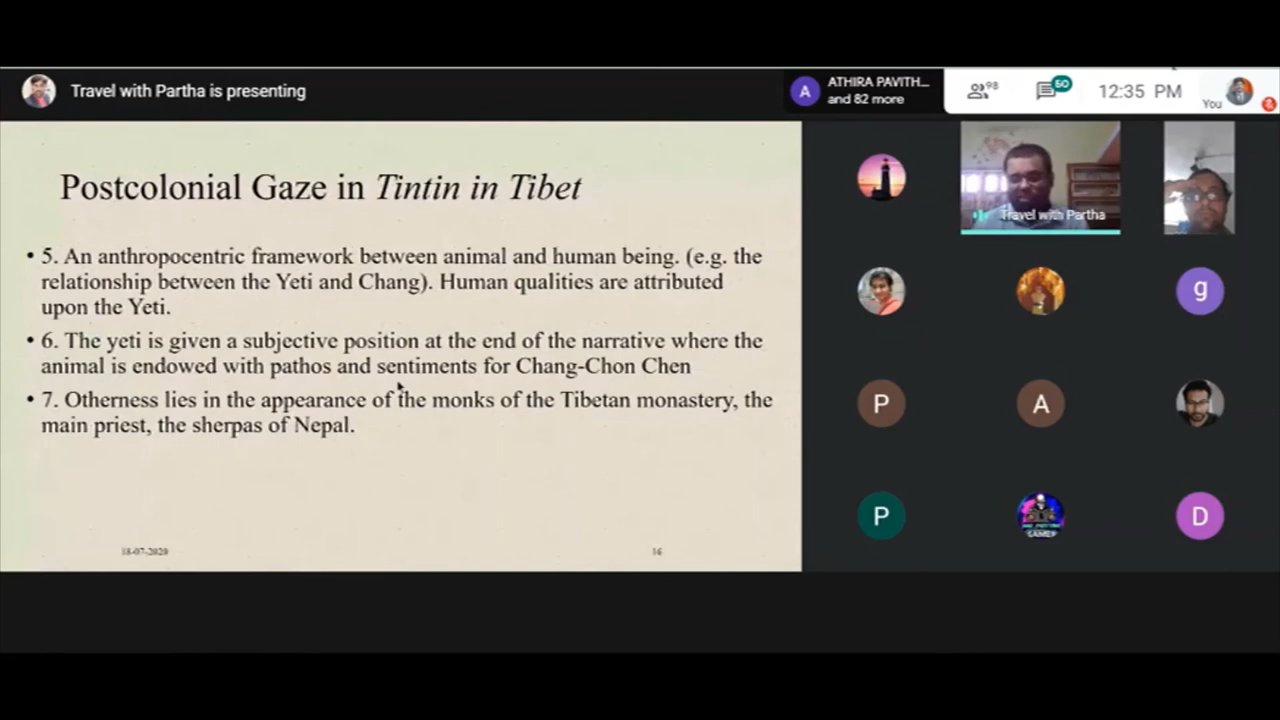 Travel with Partha is presenting
A
ATHIRA PAVITH...
and 82 more
98
50
12:35 PM
You
Postcolonial Gaze in Tintin in Tibet
• 5. An anthropocentric framework between animal and human being. (e.g. the
relationship between the Yeti and Chang). Human qualities are attributed
upon the Yeti.
• 6. The yeti is given a subjective position at the end of the narrative where the
animal is endowed with pathos and sentiments for Chang-Chon Chen
• 7. Otherness lies in the appearance of the monks of the Tibetan monastery, the
main priest, the sherpas of Nepal.
18-07-2020
16
Travel with Partha
g
P
A
P
D